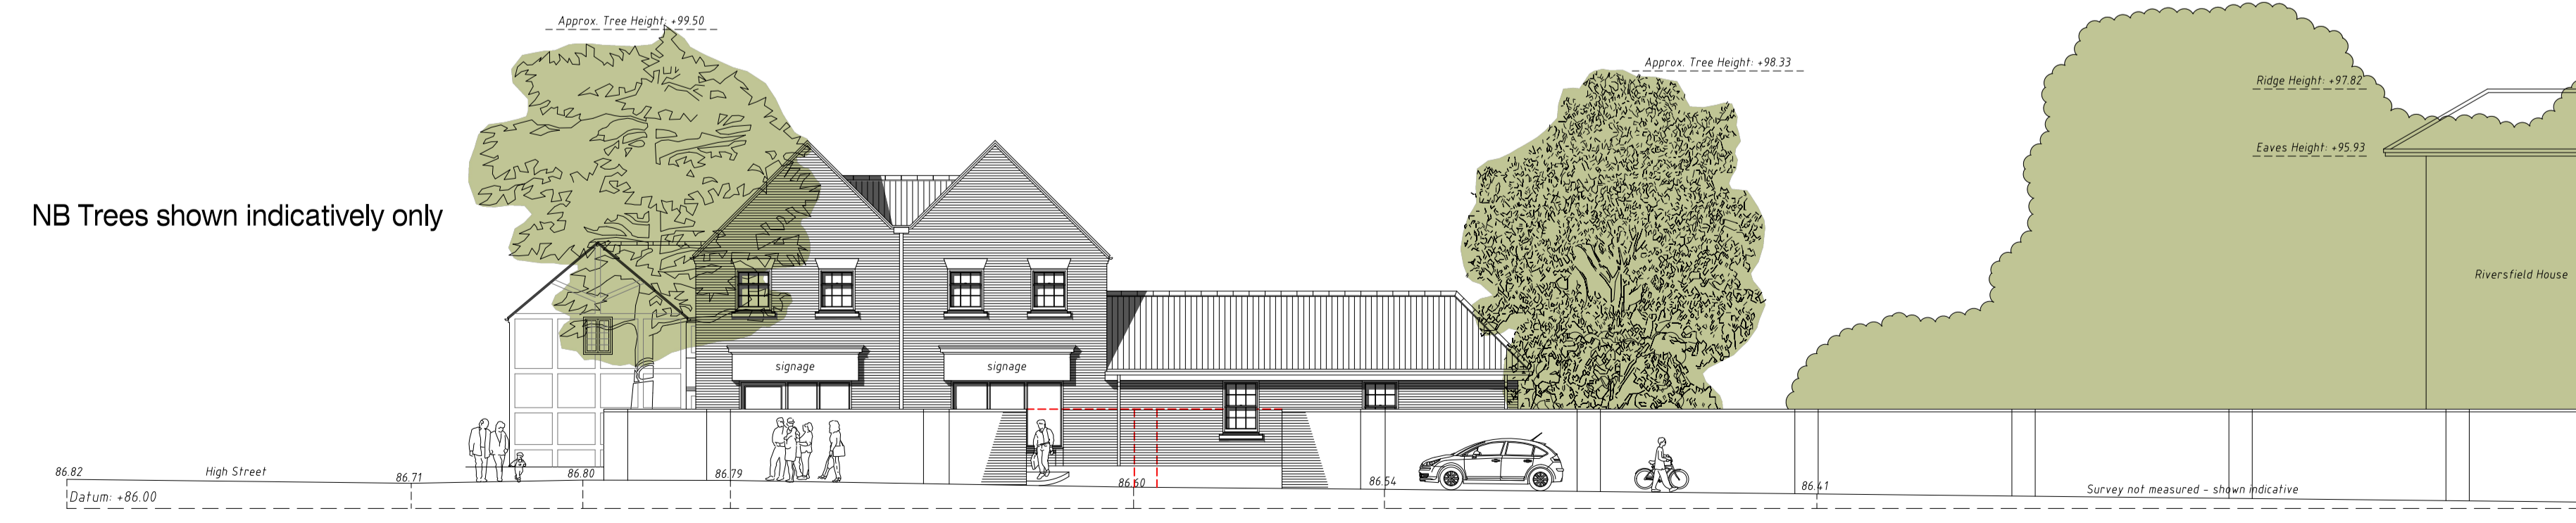 Approx. Tree Height: +99.50
Approx. Tree Height: +98.33
Ridge Height: +97.82
Eaves Height: +95.93
NB Trees shown indicatively only
Riversfield House
signage
signage
86.82
High Street
86.71
86.80
86.79
86.60
86.54
86.41
Survey not measured - shown indicative
Datum: +86.00